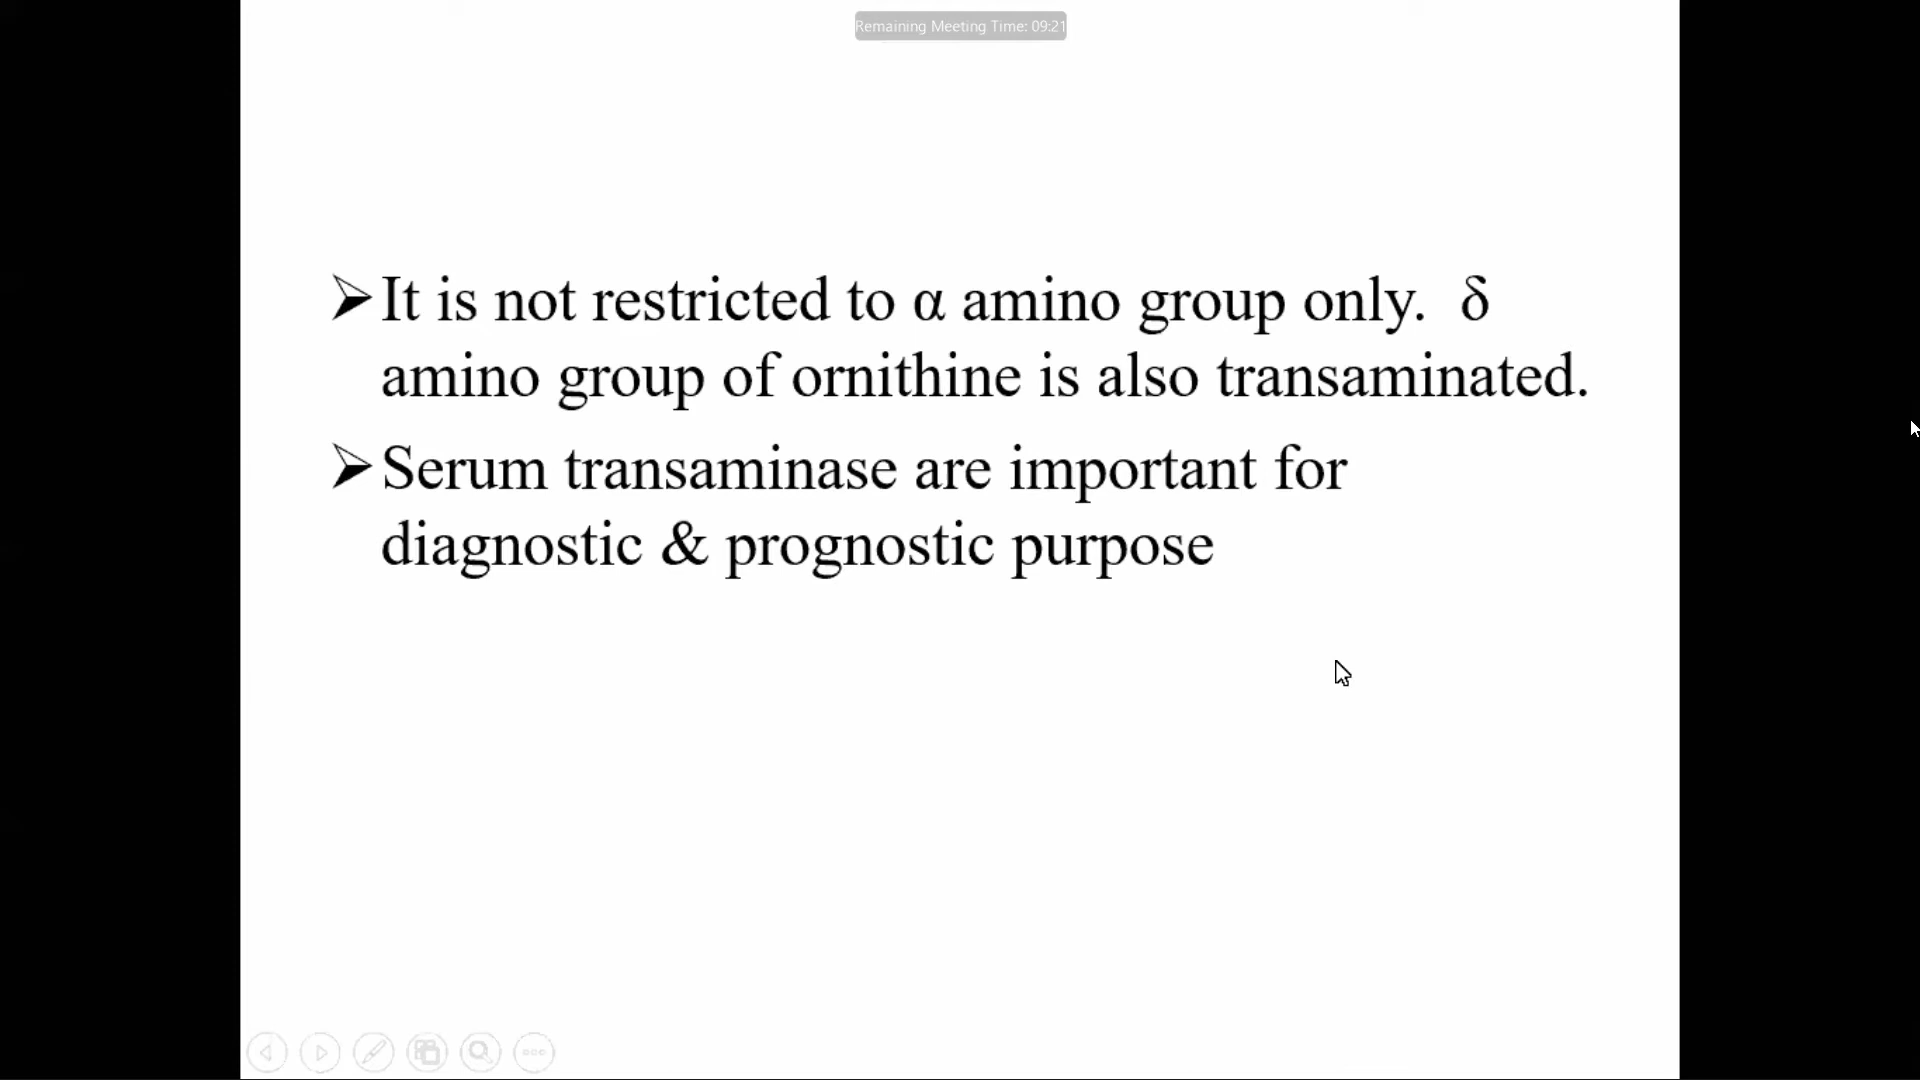 Remaining Meeting Time: 09:21
➢It is not restricted to α amino group only. δ
amino group of ornithine is also transaminated.
➢Serum transaminase are important for
diagnostic & prognostic purpose